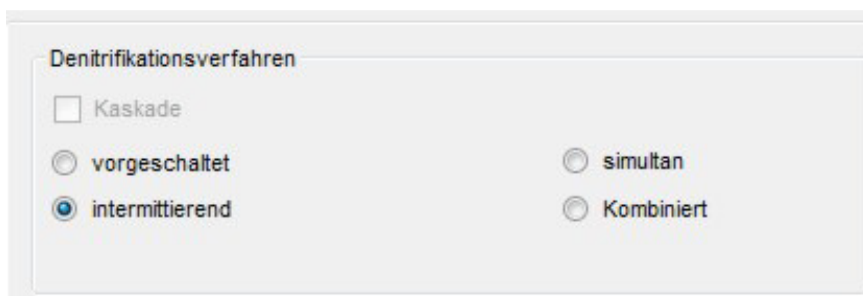 Denitrifikationsverfahren
Kaskade
vorgeschaltet simultan
intermittierend Kombiniert